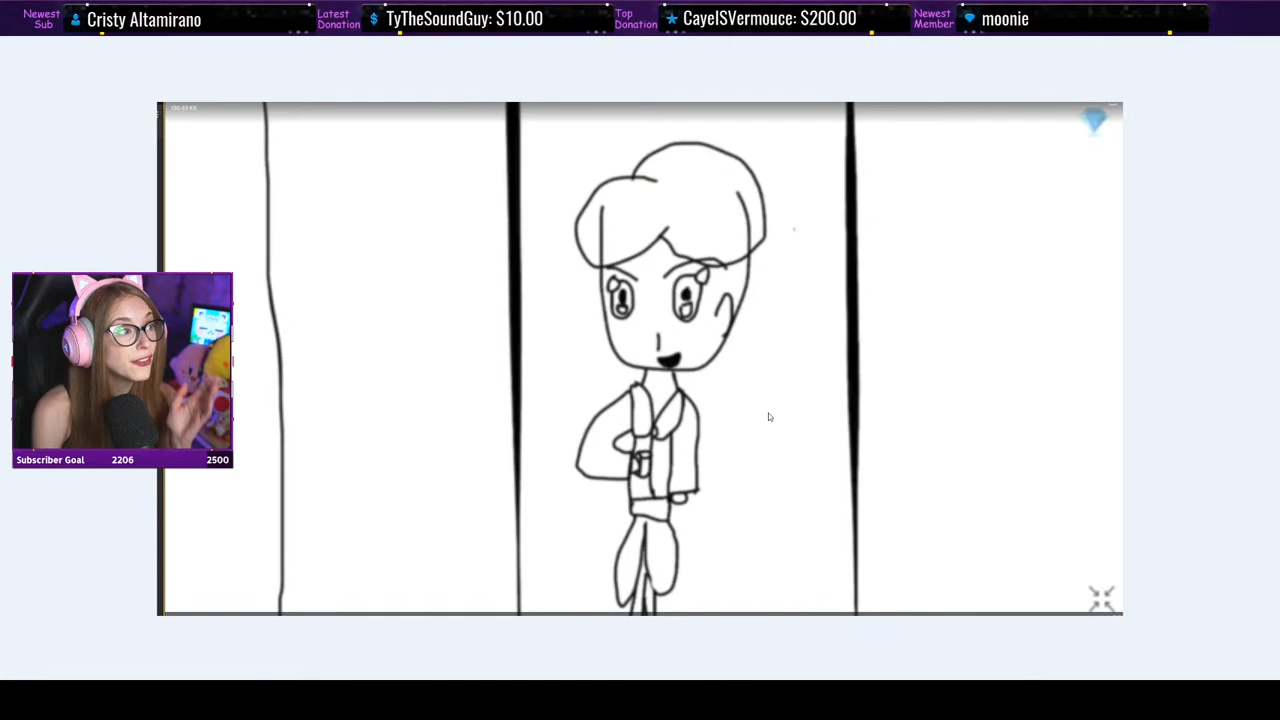 Newest Sub
Cristy Altamirano
Latest Donation
TyTheSoundGuy: $10.00
Top Donation
CayeISVermouce: $200.00
Newest Member
moonie
Subscriber Goal 2206 2500